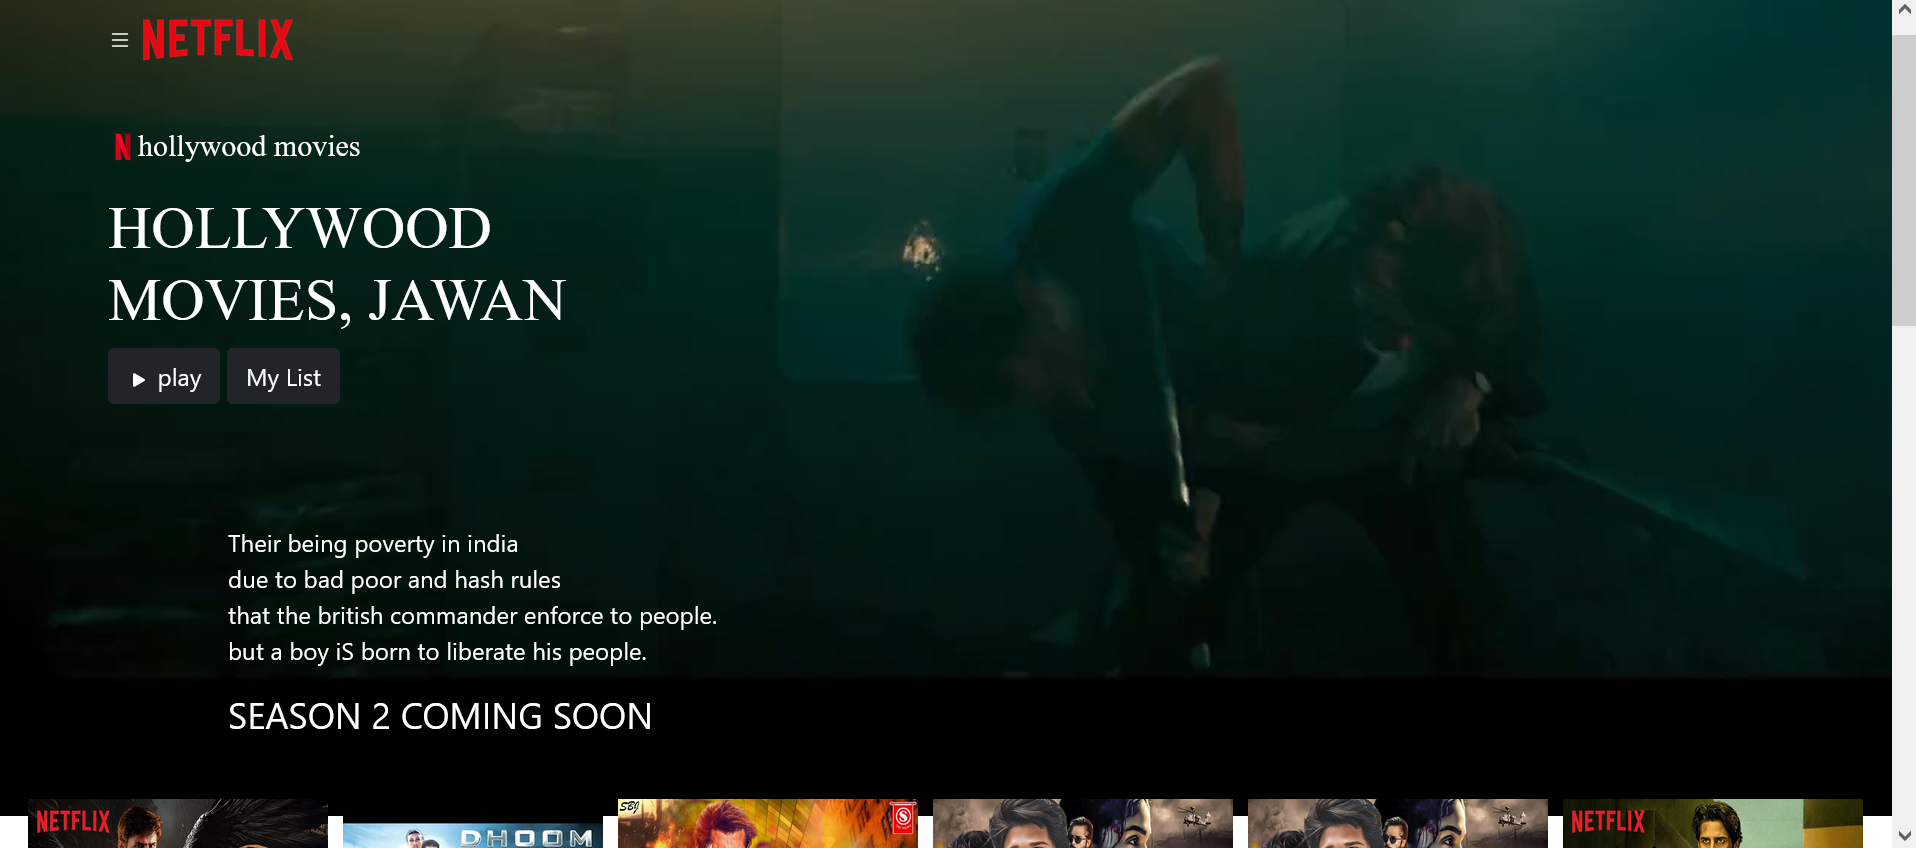 NETFLIX
N hollywood movies
HOLLYWOOD
MOVIES, JAWAN
play
My List
Their being poverty in india
due to bad poor and hash rules
that the british commander enforce to people.
but a boy iS born to liberate his people.
SEASON 2 COMING SOON
NETFLIX
DHOOM
SBJ
S
NETFLIX